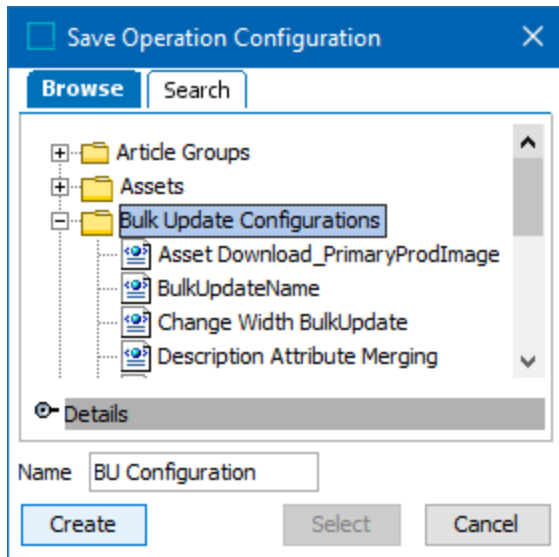 Save Operation Configuration
Browse Search
Article Groups
Assets
Bulk Update Configurations
Asset Download_PrimaryProdImage
BulkUpdateName
Change Width BulkUpdate
Description Attribute Merging
Details
Name BU Configuration
Create Select Cancel